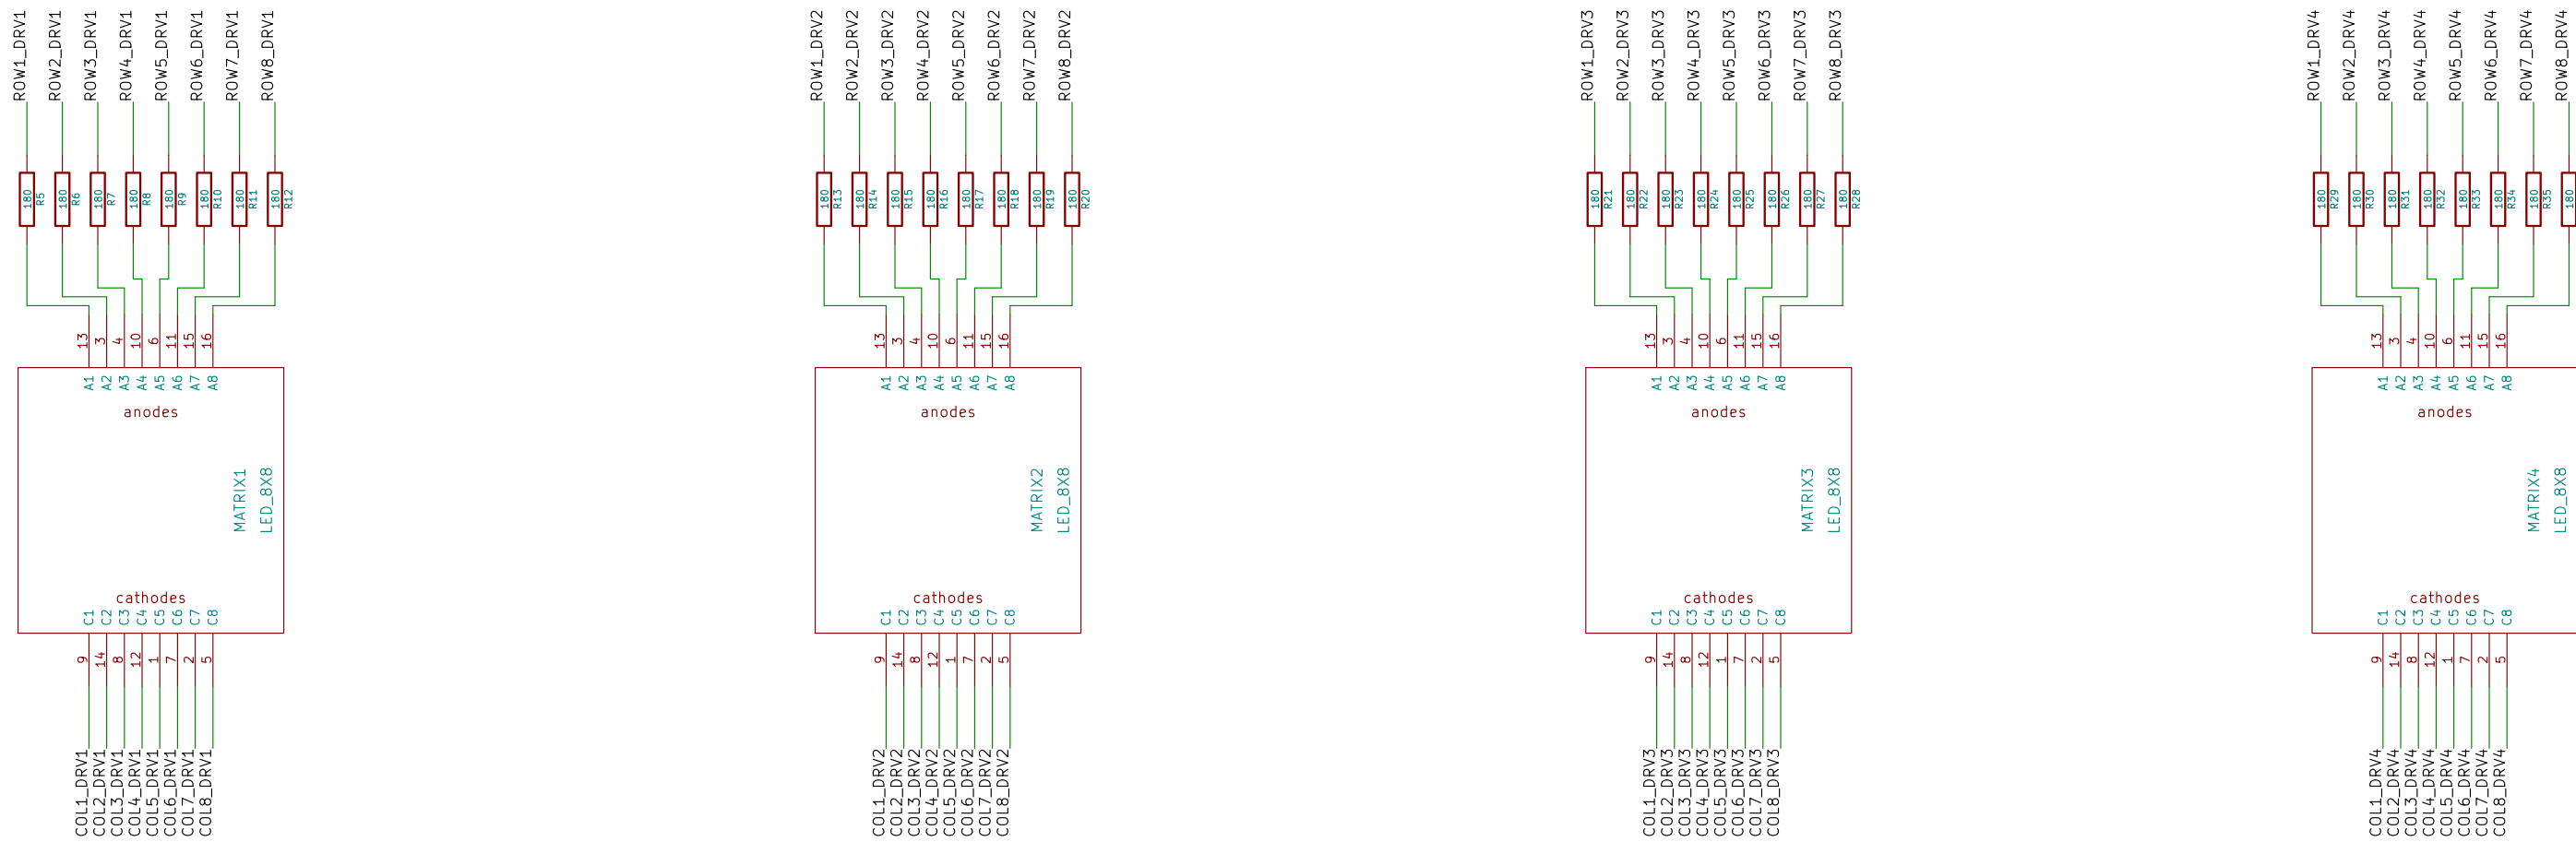 ROW1_DRV1 ROW2_DRV1 ROW3_DRV1 ROW4_DRV1 ROW5_DRV1 ROW6_DRV1 ROW7_DRV1 ROW8_DRV1
180 R5 180 R6 180 R7 180 R8 180 R9 180 R10 180 R11 180 R12
13 3 4 10 6 11 15 16
A1 A2 A3 A4 A5 A6 A7 A8
anodes
MATRIX1
LED_8X8
cathodes
C1 C2 C3 C4 C5 C6 C7 C8
9 14 8 12 1 7 2 5
COL1_DRV1 COL2_DRV1 COL3_DRV1 COL4_DRV1 COL5_DRV1 COL6_DRV1 COL7_DRV1 COL8_DRV1
ROW1_DRV2 ROW2_DRV2 ROW3_DRV2 ROW4_DRV2 ROW5_DRV2 ROW6_DRV2 ROW7_DRV2 ROW8_DRV2
180 R13 180 R14 180 R15 180 R16 180 R17 180 R18 180 R19 180 R20
13 3 4 10 6 11 15 16
A1 A2 A3 A4 A5 A6 A7 A8
anodes
MATRIX2
LED_8X8
cathodes
C1 C2 C3 C4 C5 C6 C7 C8
9 14 8 12 1 7 2 5
COL1_DRV2 COL2_DRV2 COL3_DRV2 COL4_DRV2 COL5_DRV2 COL6_DRV2 COL7_DRV2 COL8_DRV2
ROW1_DRV3 ROW2_DRV3 ROW3_DRV3 ROW4_DRV3 ROW5_DRV3 ROW6_DRV3 ROW7_DRV3 ROW8_DRV3
180 R21 180 R22 180 R23 180 R24 180 R25 180 R26 180 R27 180 R28
13 3 4 10 6 11 15 16
A1 A2 A3 A4 A5 A6 A7 A8
anodes
MATRIX3
LED_8X8
cathodes
C1 C2 C3 C4 C5 C6 C7 C8
9 14 8 12 1 7 2 5
COL1_DRV3 COL2_DRV3 COL3_DRV3 COL4_DRV3 COL5_DRV3 COL6_DRV3 COL7_DRV3 COL8_DRV3
ROW1_DRV4 ROW2_DRV4 ROW3_DRV4 ROW4_DRV4 ROW5_DRV4 ROW6_DRV4 ROW7_DRV4 ROW8_DRV4
180 R29 180 R30 180 R31 180 R32 180 R33 180 R34 180 R35 180
13 3 4 10 6 11 15 16
A1 A2 A3 A4 A5 A6 A7 A8
anodes
MATRIX4
LED_8X8
cathodes
C1 C2 C3 C4 C5 C6 C7 C8
9 14 8 12 1 7 2 5
COL1_DRV4 COL2_DRV4 COL3_DRV4 COL4_DRV4 COL5_DRV4 COL6_DRV4 COL7_DRV4 COL8_DRV4